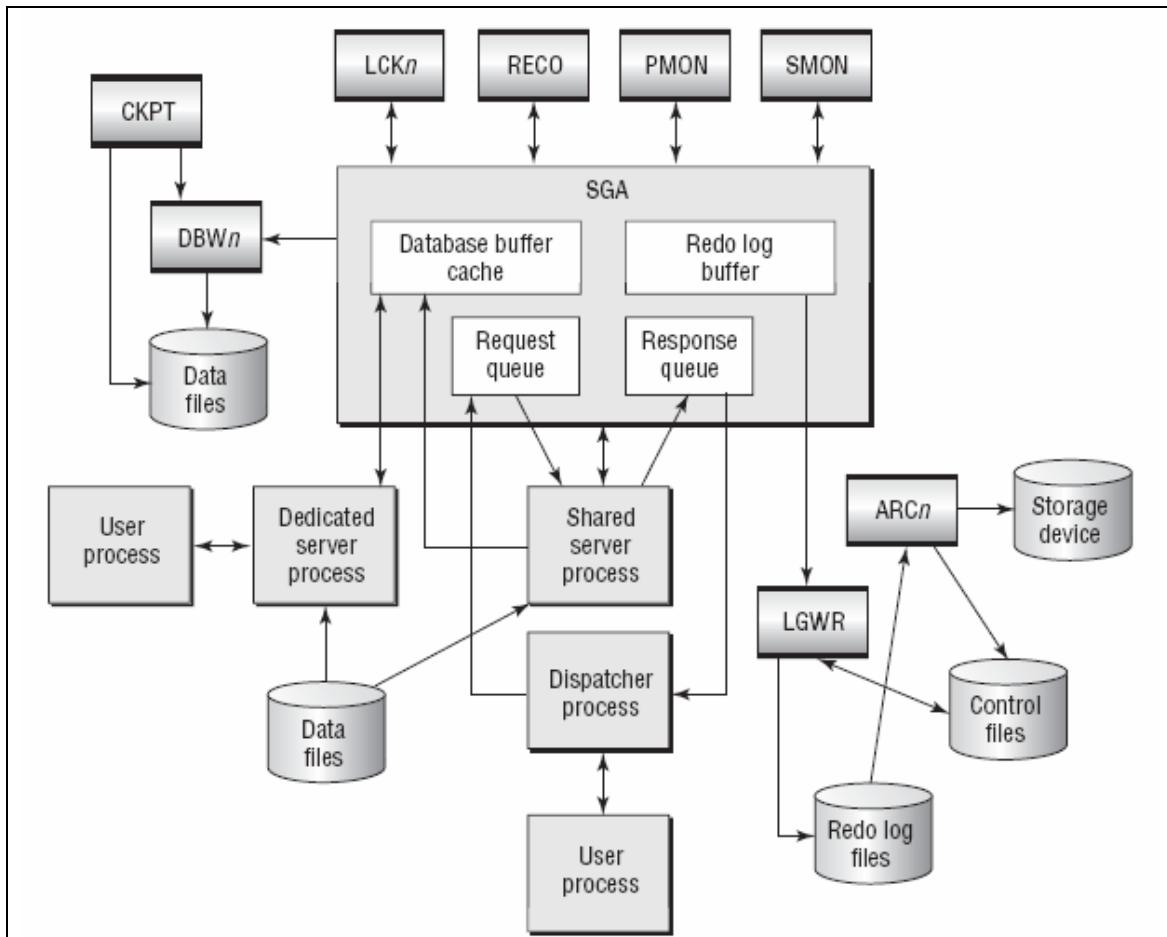 LCKn
RECO
PMON
SMON
CKPT
SGA
DBWn
Database buffer
cache
Redo log
buffer
Request
queue
Response
queue
Data
files
User
process
Dedicated
server
process
Shared
server
process
ARCn
Storage
device
LGWR
Dispatcher
process
Data
files
Control
files
Redo log
files
User
process